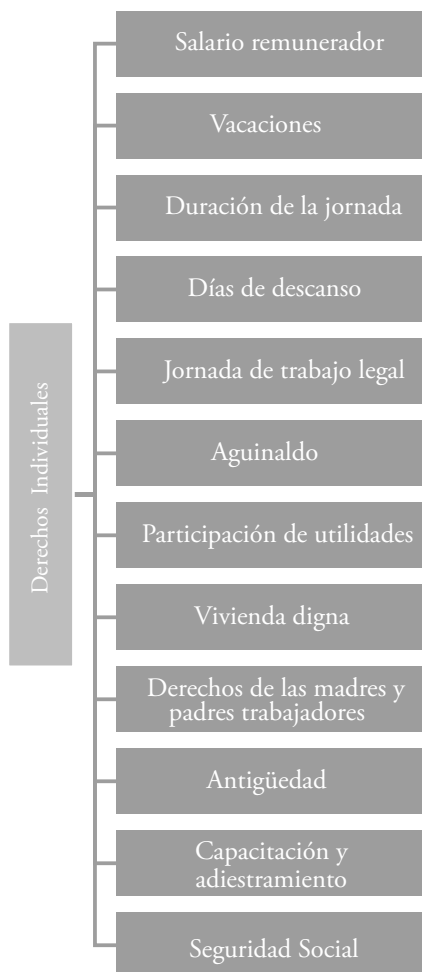 Salario remunerador
Vacaciones
Duración de la jornada
Días de descanso
Jornada de trabajo legal
Derechos Individuales
Aguinaldo
Participación de utilidades
Vivienda digna
Derechos de las madres y
padres trabajadores
Antigüedad
Capacitación y
adiestramiento
Seguridad Social